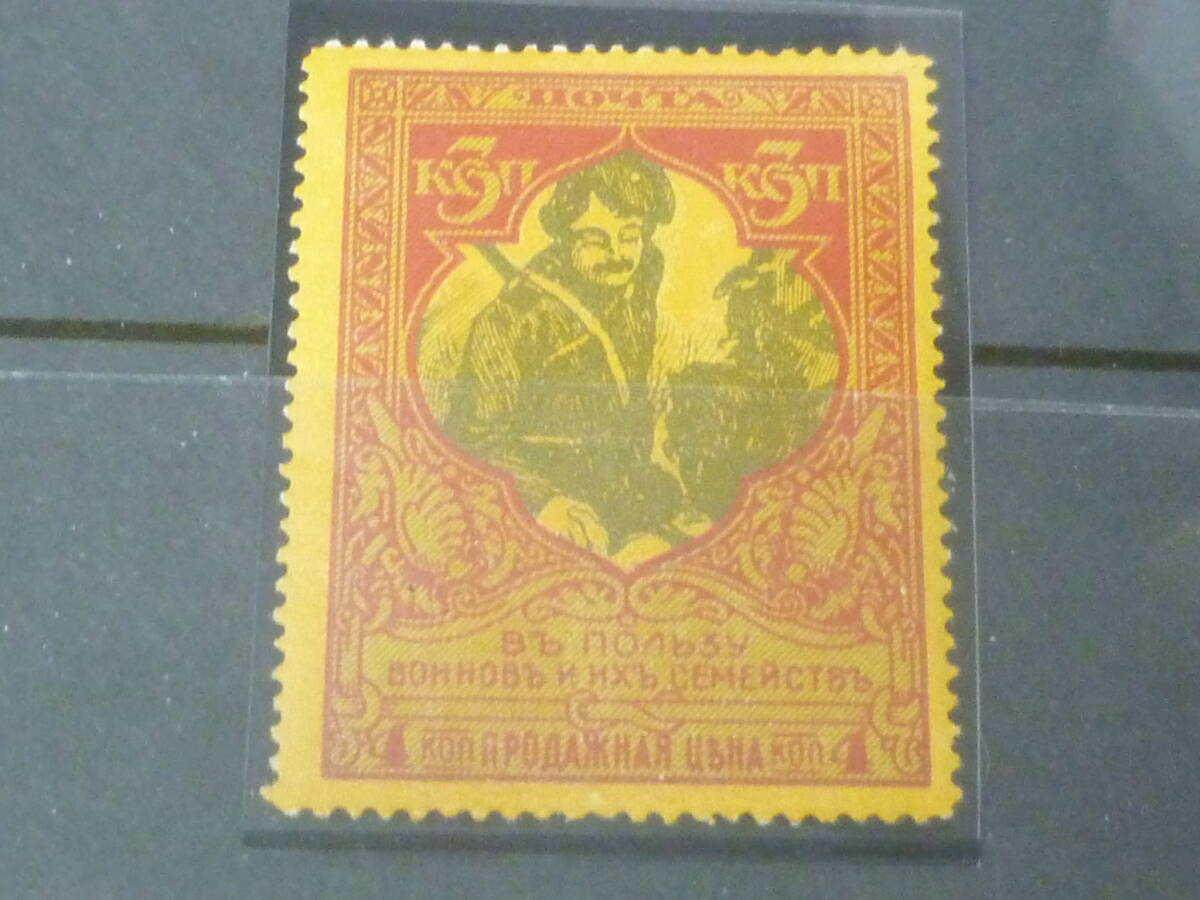 ПОЧТА
3 КОП 3 КОП
ВЪ ПОЛЬЗУ
ВОИНОВЪ И ИХЪ СЕМЕЙСТВЪ
4 КОП ПРОДАЖНАЯ ЦѢНА КОП 4